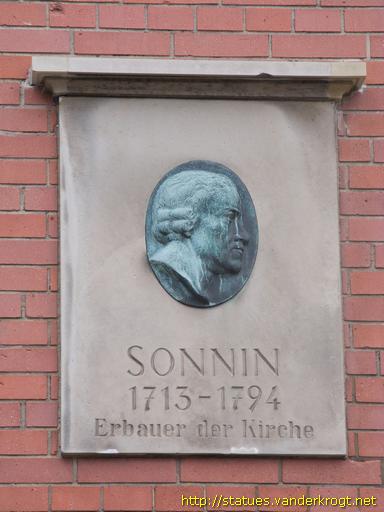 SONNIN
1713-1794
Erbauer der Kirche
http://statues.vanderkrogt.net